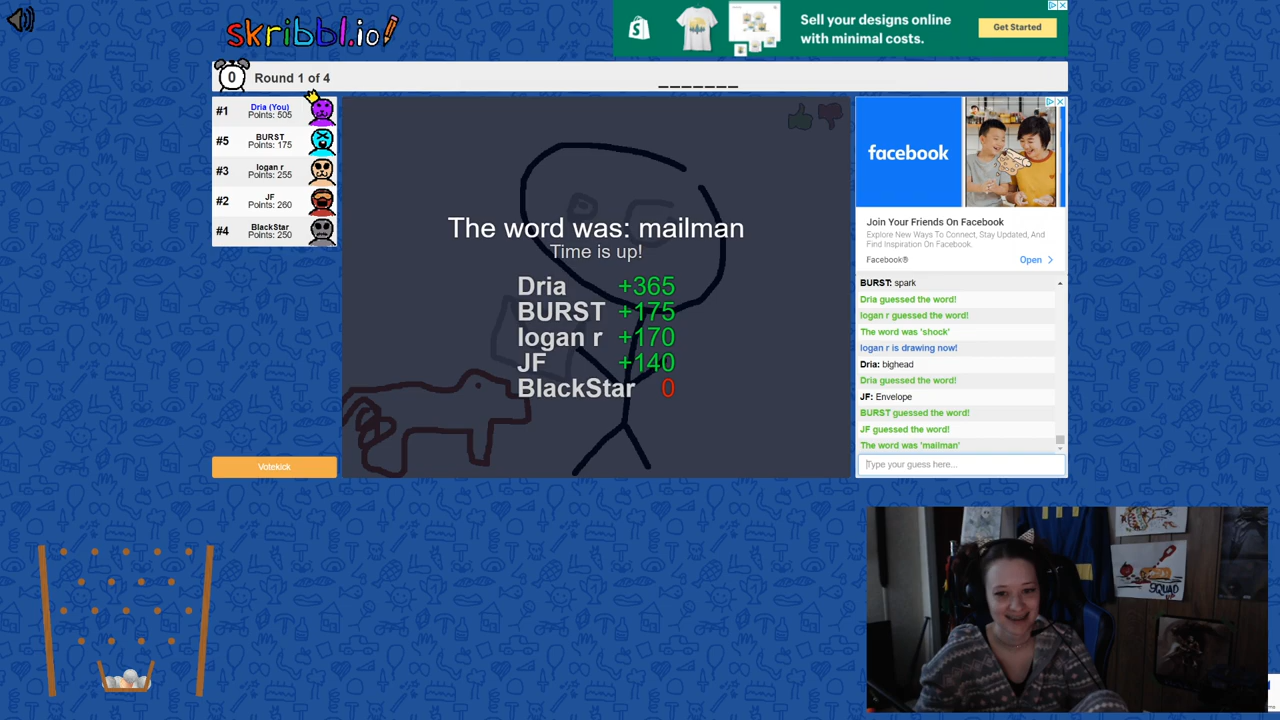 skribbl.io
Sell your designs online
with minimal costs.
Get Started
0
Round 1 of 4
_______
#1
Dria (You)
Points: 505
#5
BURST
Points: 175
#3
logan r
Points: 255
#2
JF
Points: 260
#4
BlackStar
Points: 250
Votekick
The word was: mailman
Time is up!
Dria +365
BURST +175
logan r +170
JF +140
BlackStar 0
facebook
Join Your Friends On Facebook
Explore New Ways To Connect, Stay Updated, And
Find Inspiration On Facebook.
Facebook®
Open
BURST: spark
Dria guessed the word!
logan r guessed the word!
The word was 'shock'
logan r is drawing now!
Dria: bighead
Dria guessed the word!
JF: Envelope
BURST guessed the word!
JF guessed the word!
The word was 'mailman'
Type your guess here...
SQUAD